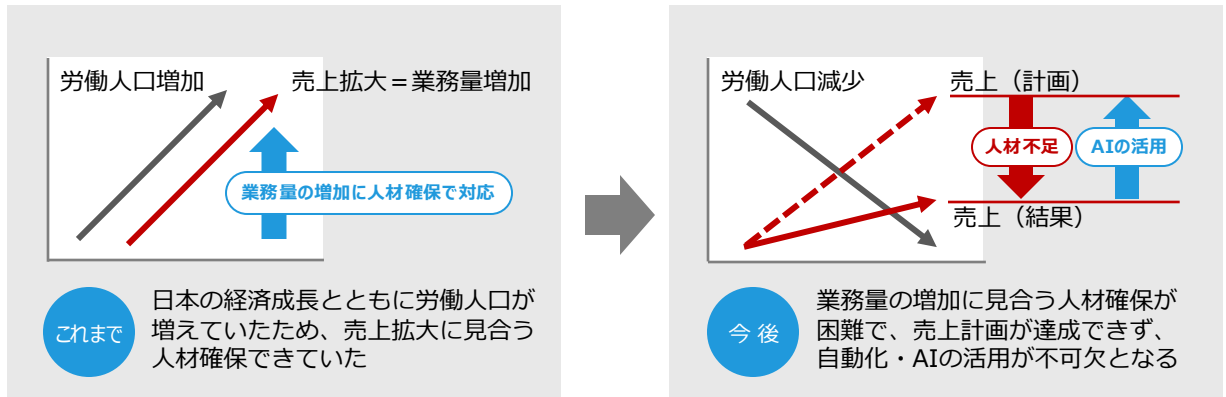 労働人口増加
売上拡大＝業務量増加
業務量の増加に人材確保で対応
これまで
日本の経済成長とともに労働人口が
増えていたため、売上拡大に見合う
人材確保できていた
労働人口減少
売上（計画）
人材不足
AIの活用
売上（結果）
今後
業務量の増加に見合う人材確保が
困難で、売上計画が達成できず、
自動化・AIの活用が不可欠となる